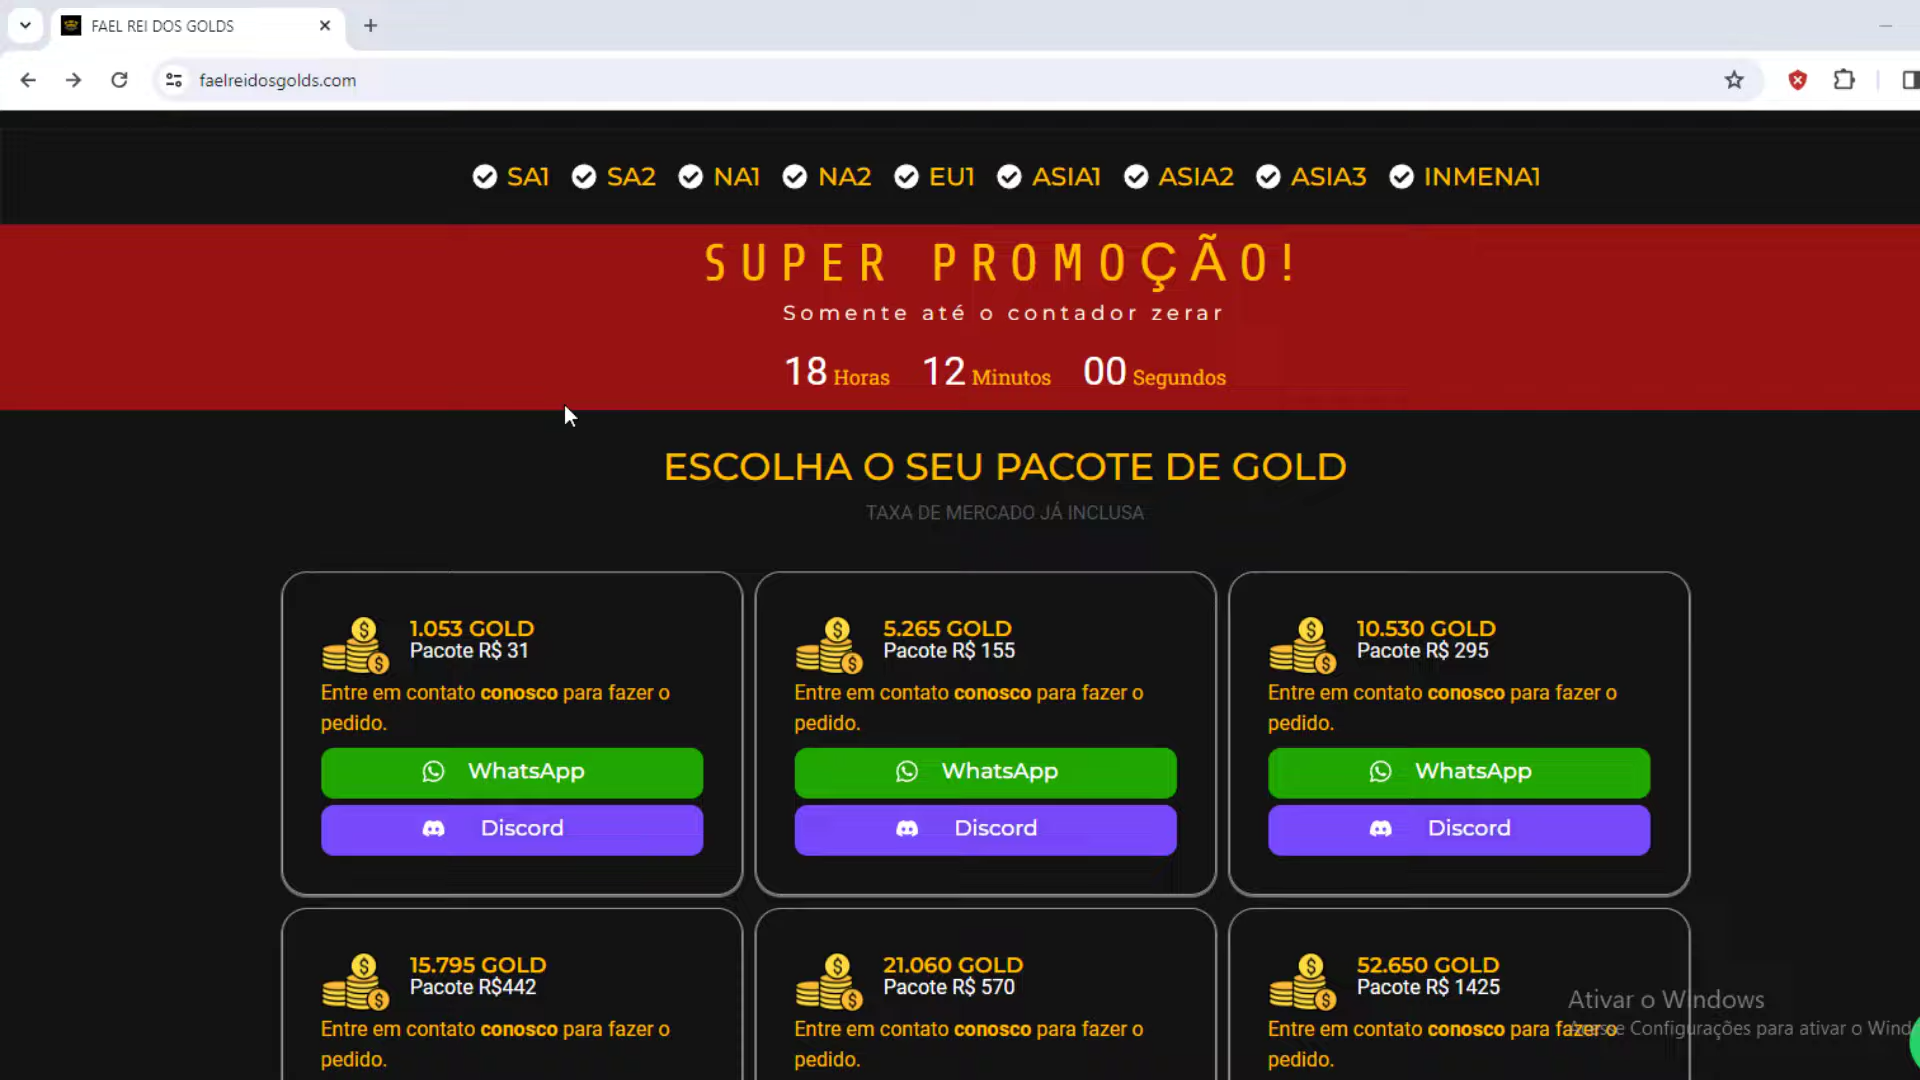 FAEL REI DOS GOLDS
faelreidosgolds.com
SA1 SA2 NA1 NA2 EU1 ASIA1 ASIA2 ASIA3 INMENA1
SUPER PROMOÇÃO!
Somente até o contador zerar
18 Horas 12 Minutos 00 Segundos
ESCOLHA O SEU PACOTE DE GOLD
TAXA DE MERCADO JÁ INCLUSA
1.053 GOLD
Pacote R$ 31
Entre em contato conosco para fazer o
pedido.
WhatsApp
Discord
5.265 GOLD
Pacote R$ 155
Entre em contato conosco para fazer o
pedido.
WhatsApp
Discord
10.530 GOLD
Pacote R$ 295
Entre em contato conosco para fazer o
pedido.
WhatsApp
Discord
15.795 GOLD
Pacote R$442
Entre em contato conosco para fazer o
pedido.
21.060 GOLD
Pacote R$ 570
Entre em contato conosco para fazer o
pedido.
52.650 GOLD
Pacote R$ 1425
Entre em contato conosco para fazer o
pedido.
Ativar o Windows
Configurações para ativar o Wind